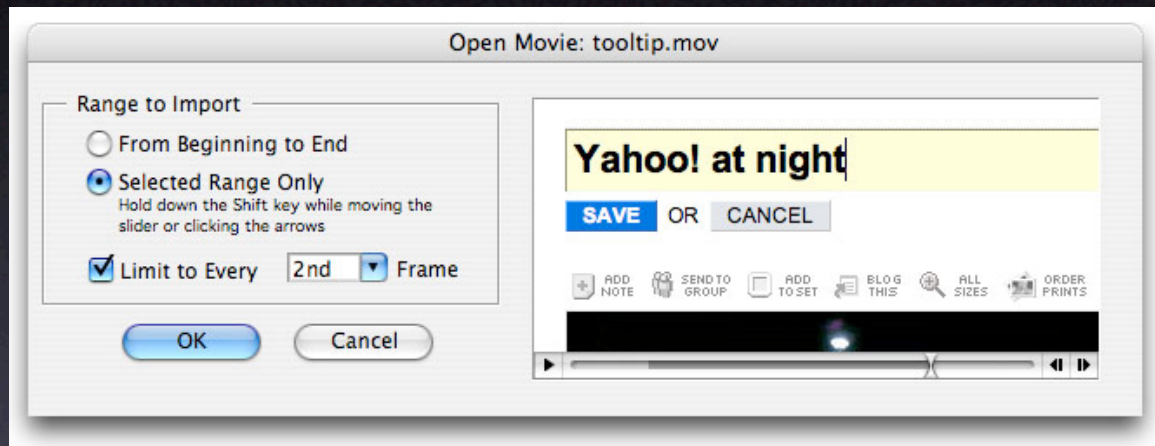 Open Movie: tooltip.mov
Range to Import
From Beginning to End
Selected Range Only
Hold down the Shift key while moving the
slider or clicking the arrows
Limit to Every 2nd Frame
OK Cancel
Yahoo! at night
SAVE OR CANCEL
ADD NOTE
SEND TO GROUP
ADD TO SET
BLOG THIS
ALL SIZES
ORDER PRINTS